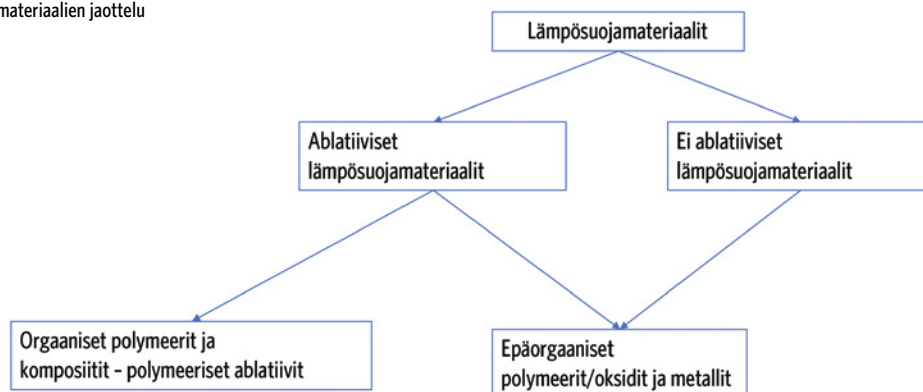 materiaalien jaottelu
Lämpösuojamateriaalit
Ablatiiviset
lämpösuojamateriaalit
Ei ablatiiviset
lämpösuojamateriaalit
Orgaaniset polymeerit ja
komposiitit – polymeeriset ablatiivit
Epäorgaaniset
polymeerit/oksidit ja metallit